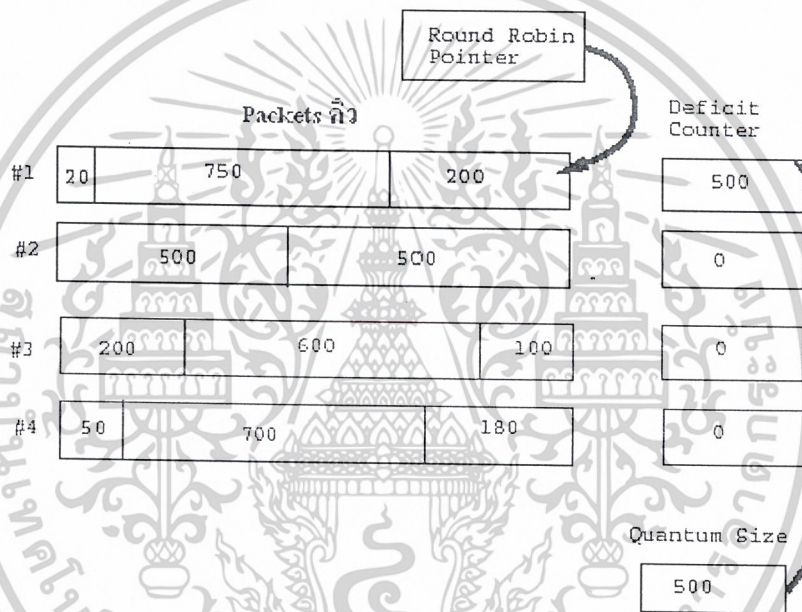 Round Robin
Pointer
Packets คิว
Deficit
Counter
#1 20 750 200 500
#2 500 500 0
#3 200 600 100 0
#4 50 700 180 0
Quantum Size
500